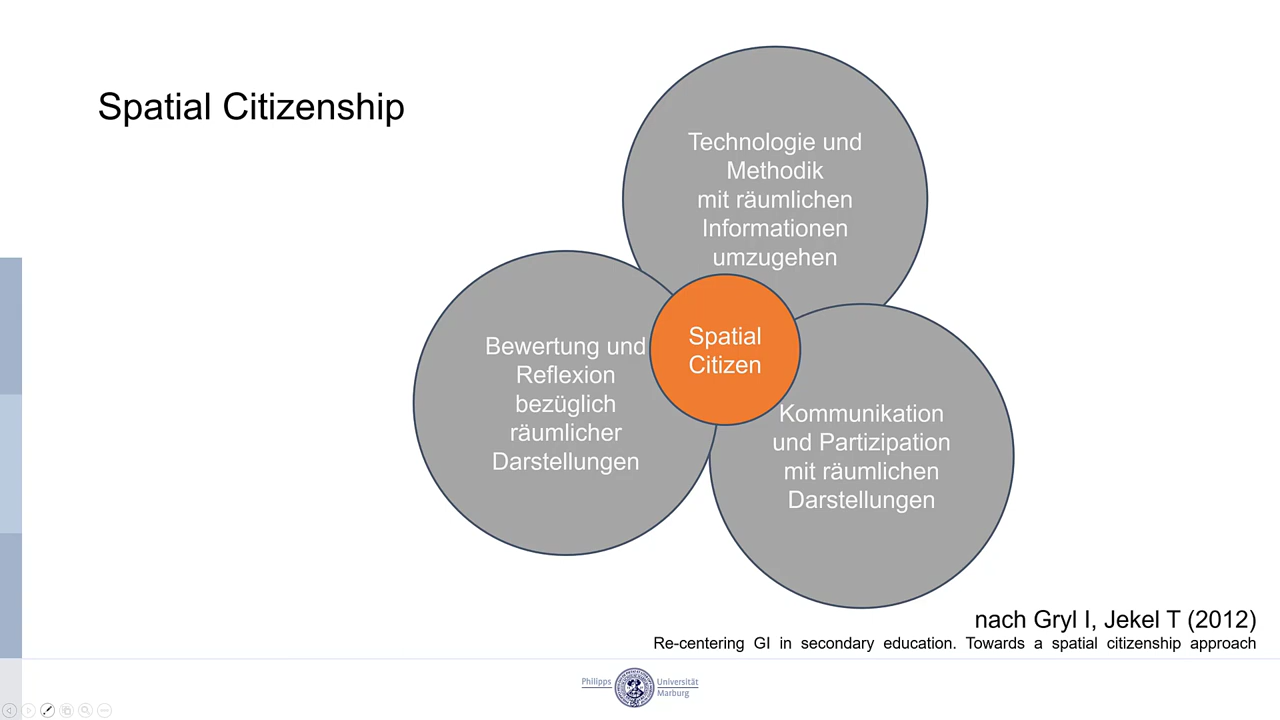 Spatial Citizenship
Technologie und
Methodik
mit räumlichen
Informationen
umzugehen
Bewertung und
Reflexion
bezüglich
räumlicher
Darstellungen
Spatial
Citizen
Kommunikation
und Partizipation
mit räumlichen
Darstellungen
nach Gryl I, Jekel T (2012)
Re-centering GI in secondary education. Towards a spatial citizenship approach
Philipps Universität
Marburg